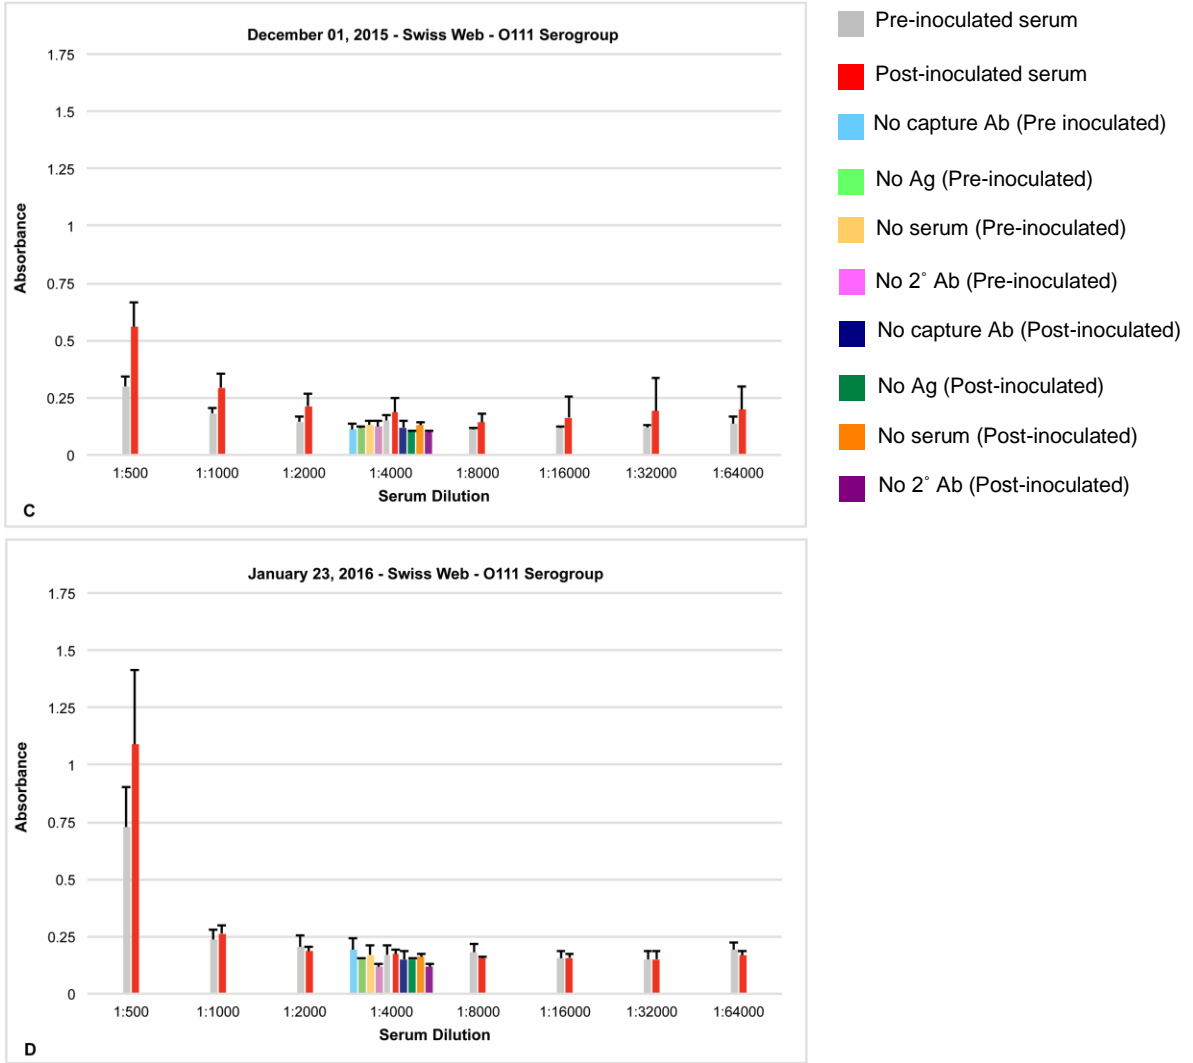 December 01, 2015 - Swiss Web - O111 Serogroup
1.75
1.5
1.25
1
0.75
0.5
0.25
0
Absorbance
1:500 1:1000 1:2000 1:4000 1:8000 1:16000 1:32000 1:64000
Serum Dilution
C
Pre-inoculated serum
Post-inoculated serum
No capture Ab (Pre inoculated)
No Ag (Pre-inoculated)
No serum (Pre-inoculated)
No 2˚ Ab (Pre-inoculated)
No capture Ab (Post-inoculated)
No Ag (Post-inoculated)
No serum (Post-inoculated)
No 2˚ Ab (Post-inoculated)
January 23, 2016 - Swiss Web - O111 Serogroup
1.75
1.5
1.25
1
0.75
0.5
0.25
0
Absorbance
1:500 1:1000 1:2000 1:4000 1:8000 1:16000 1:32000 1:64000
Serum Dilution
D